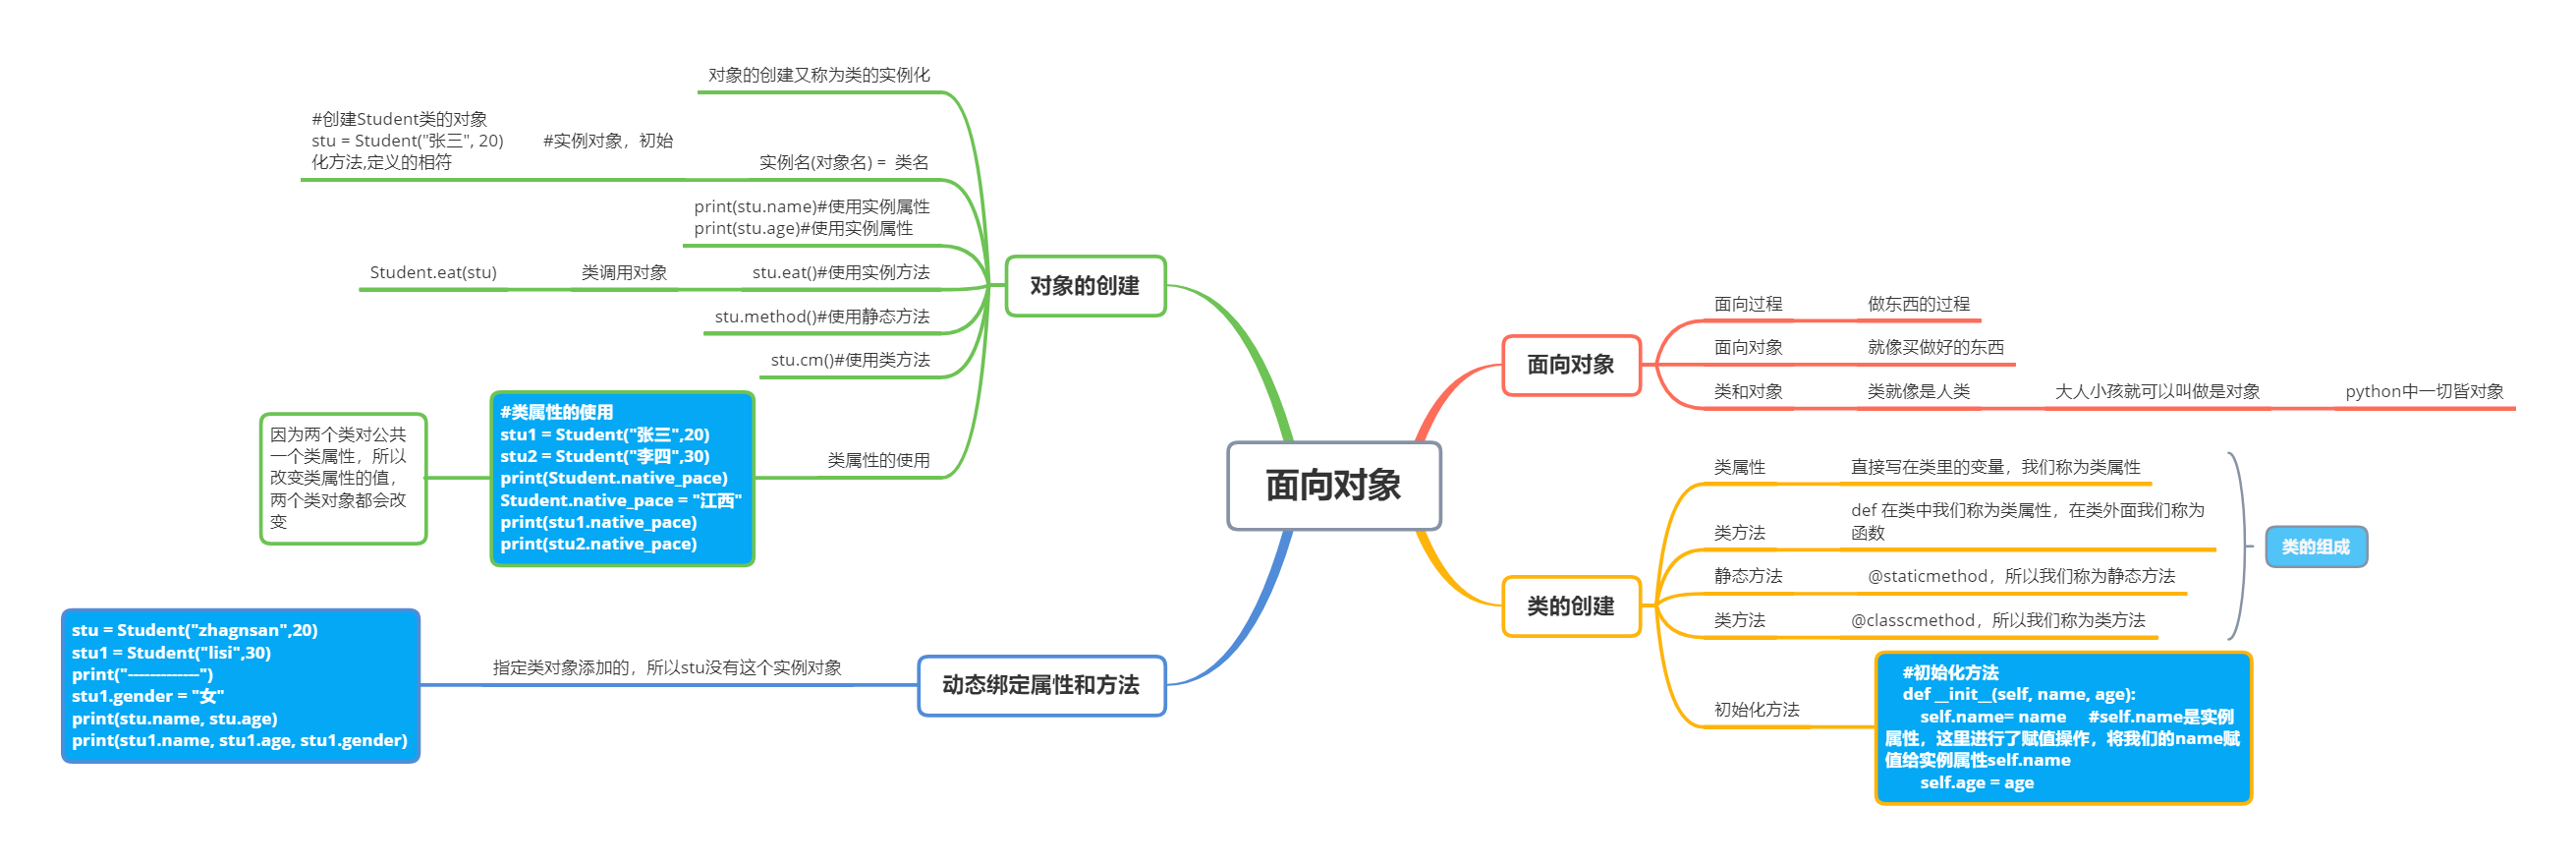 面向对象
面向对象
面向过程
做东西的过程
面向对象
就像买做好的东西
类和对象
类就像是人类
大人小孩就可以叫做是对象
python中一切皆对象
类的创建
类属性
直接写在类里的变量，我们称为类属性
类方法
def 在类中我们称为类属性，在类外面我们称为
函数
静态方法
@staticmethod，所以我们称为静态方法
类方法
@classcmethod，所以我们称为类方法
类的组成
初始化方法
#初始化方法
def __init__(self, name, age):
self.name= name #self.name是实例
属性，这里进行了赋值操作，将我们的name赋
值给实例属性self.name
self.age = age
对象的创建
对象的创建又称为类的实例化
实例名(对象名) = 类名
#创建Student类的对象
stu = Student("张三", 20) #实例对象，初始
化方法,定义的相符
print(stu.name)#使用实例属性
print(stu.age)#使用实例属性
stu.eat()#使用实例方法
类调用对象
Student.eat(stu)
stu.method()#使用静态方法
stu.cm()#使用类方法
类属性的使用
#类属性的使用
stu1 = Student("张三",20)
stu2 = Student("李四",30)
print(Student.native_pace)
Student.native_pace = "江西"
print(stu1.native_pace)
print(stu2.native_pace)
因为两个类对公共
一个类属性，所以
改变类属性的值，
两个类对象都会改
变
动态绑定属性和方法
指定类对象添加的，所以stu没有这个实例对象
stu = Student("zhagnsan",20)
stu1 = Student("lisi",30)
print("-------------")
stu1.gender = "女"
print(stu.name, stu.age)
print(stu1.name, stu1.age, stu1.gender)